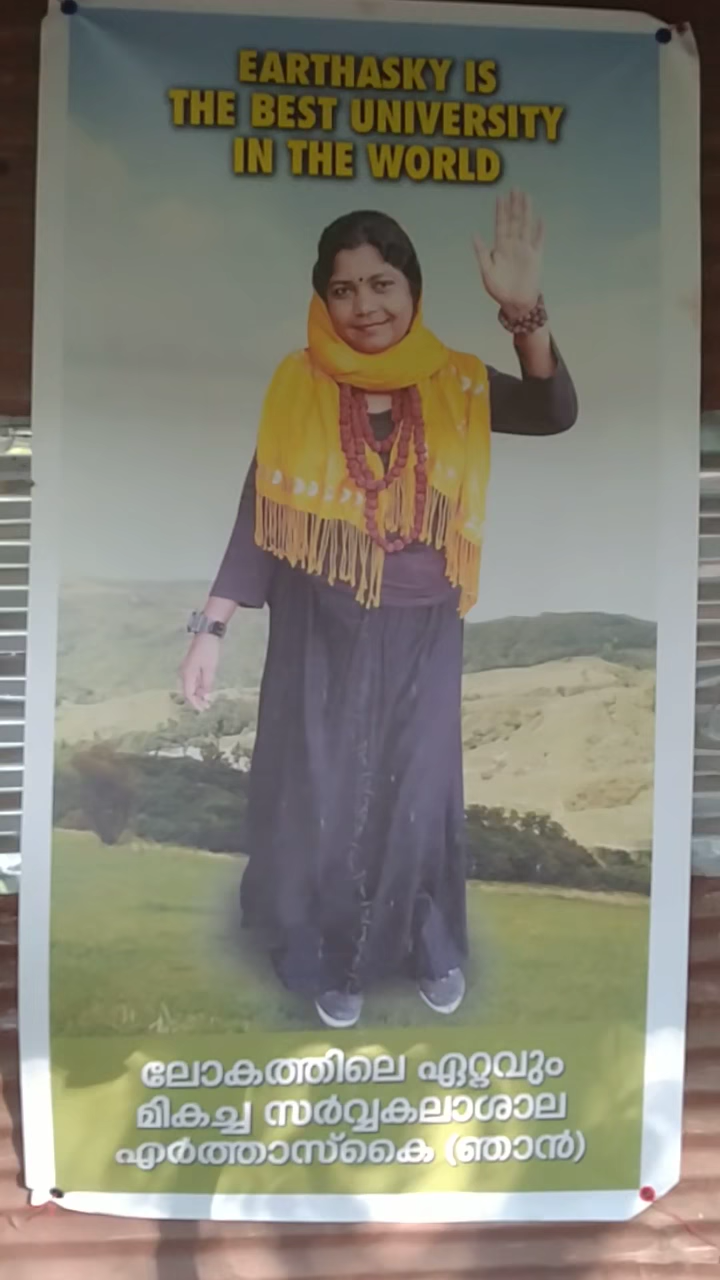 EARTHASKY IS
THE BEST UNIVERSITY
IN THE WORLD
ലോകത്തിലെ ഏറ്റവും
മികച്ച സർവ്വകലാശാല
എർത്താസ്കൈ (ഞാൻ)